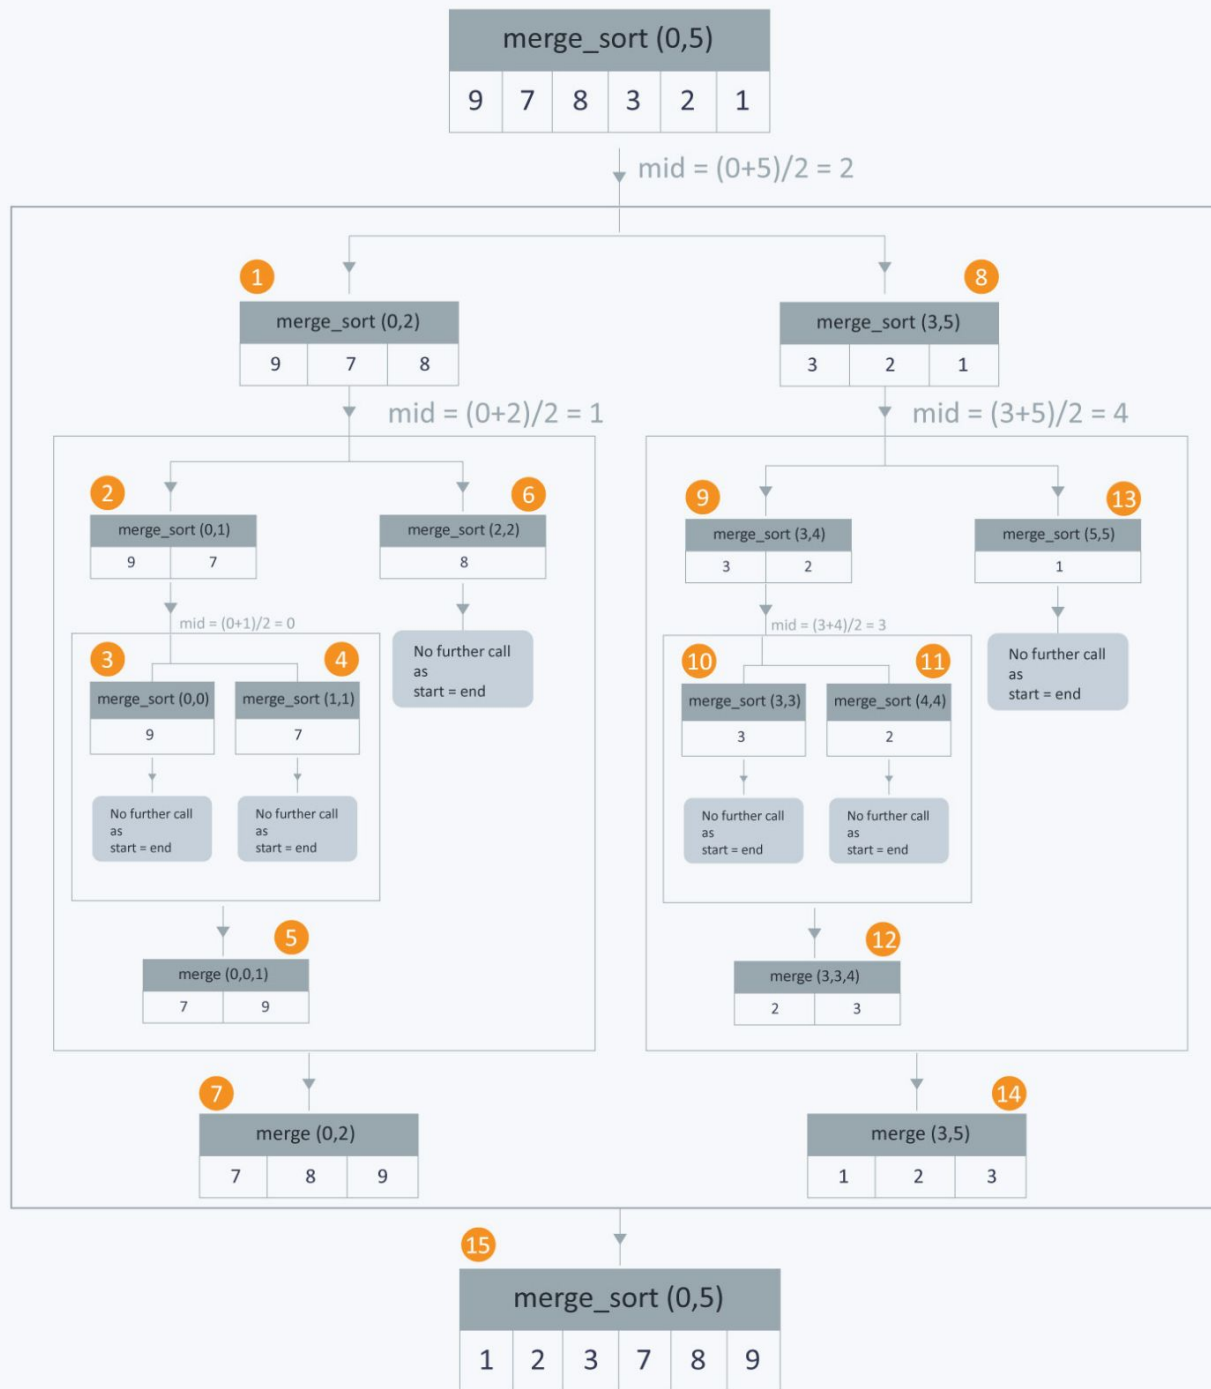 merge_sort (0,5)
9 7 8 3 2 1
mid = (0+5)/2 = 2
1
merge_sort (0,2)
9 7 8
mid = (0+2)/2 = 1
2
merge_sort (0,1)
9 7
mid = (0+1)/2 = 0
3
merge_sort (0,0)
9
No further call
as
start = end
4
merge_sort (1,1)
7
No further call
as
start = end
5
merge (0,0,1)
7 9
6
merge_sort (2,2)
8
No further call
as
start = end
7
merge (0,2)
7 8 9
8
merge_sort (3,5)
3 2 1
mid = (3+5)/2 = 4
9
merge_sort (3,4)
3 2
mid = (3+4)/2 = 3
10
merge_sort (3,3)
3
No further call
as
start = end
11
merge_sort (4,4)
2
No further call
as
start = end
12
merge (3,3,4)
2 3
13
merge_sort (5,5)
1
No further call
as
start = end
14
merge (3,5)
1 2 3
15
merge_sort (0,5)
1 2 3 7 8 9